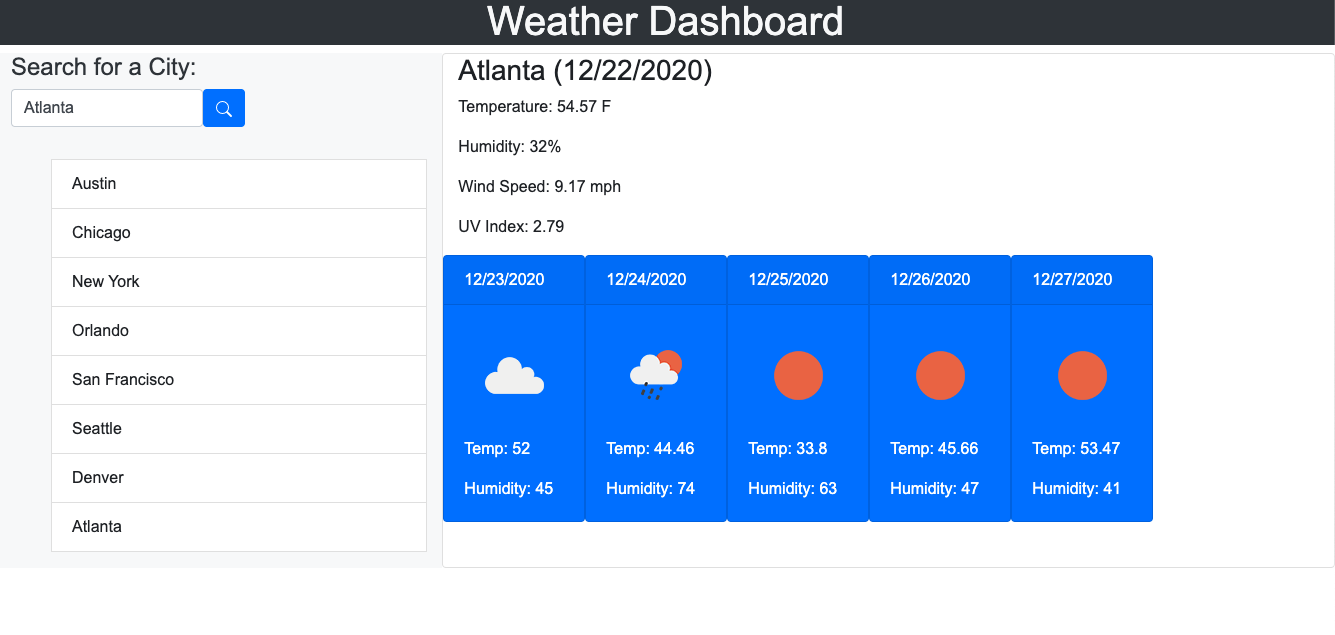 Weather Dashboard
Search for a City:
Atlanta
Austin
Chicago
New York
Orlando
San Francisco
Seattle
Denver
Atlanta
Atlanta (12/22/2020)
Temperature: 54.57 F
Humidity: 32%
Wind Speed: 9.17 mph
UV Index: 2.79
12/23/2020
Temp: 52
Humidity: 45
12/24/2020
Temp: 44.46
Humidity: 74
12/25/2020
Temp: 33.8
Humidity: 63
12/26/2020
Temp: 45.66
Humidity: 47
12/27/2020
Temp: 53.47
Humidity: 41